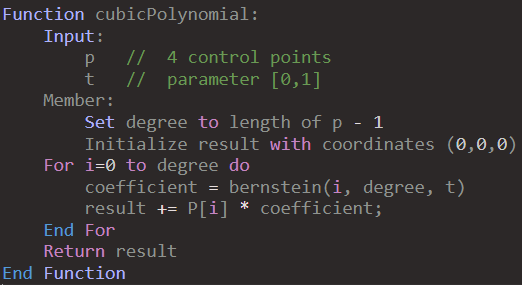 Function cubicPolynomial:
Input:
p // 4 control points
t // parameter [0,1]
Member:
Set degree to length of p - 1
Initialize result with coordinates (0,0,0)
For i=0 to degree do
coefficient = bernstein(i, degree, t)
result += P[i] * coefficient;
End For
Return result
End Function